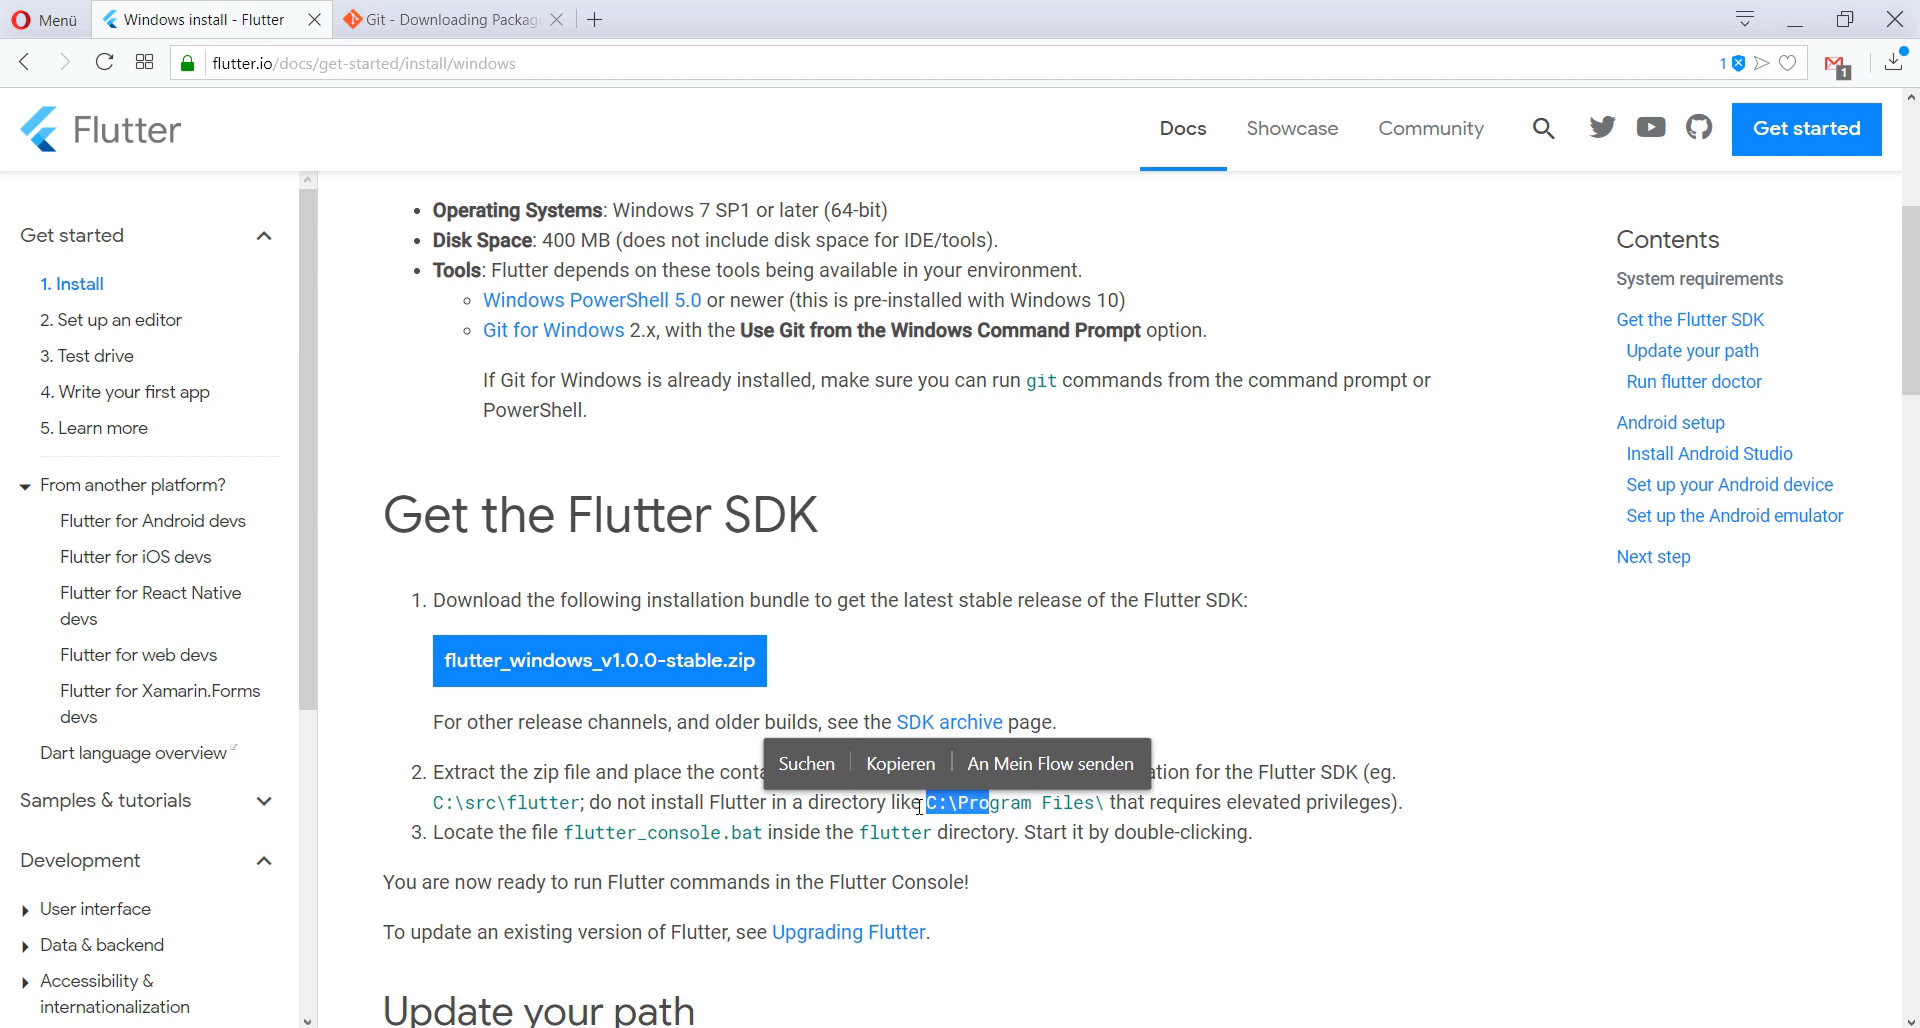 Menü
Windows install - Flutter
Git - Downloading Packag
flutter.io/docs/get-started/install/windows
1
1
Flutter
Docs
Showcase
Community
Get started
Get started
1. Install
2. Set up an editor
3. Test drive
4. Write your first app
5. Learn more
From another platform?
Flutter for Android devs
Flutter for iOS devs
Flutter for React Native
devs
Flutter for web devs
Flutter for Xamarin.Forms
devs
Dart language overview
Samples & tutorials
Development
User interface
Data & backend
Accessibility &
internationalization
• Operating Systems: Windows 7 SP1 or later (64-bit)
• Disk Space: 400 MB (does not include disk space for IDE/tools).
• Tools: Flutter depends on these tools being available in your environment.
Windows PowerShell 5.0 or newer (this is pre-installed with Windows 10)
Git for Windows 2.x, with the Use Git from the Windows Command Prompt option.
If Git for Windows is already installed, make sure you can run git commands from the command prompt or
PowerShell.
Get the Flutter SDK
1. Download the following installation bundle to get the latest stable release of the Flutter SDK:
flutter_windows_v1.0.0-stable.zip
For other release channels, and older builds, see the SDK archive page.
Suchen
Kopieren
An Mein Flow senden
2. Extract the zip file and place the conta
ation for the Flutter SDK (eg.
C:\src\flutter; do not install Flutter in a directory like C:\Program Files\ that requires elevated privileges).
3. Locate the file flutter_console.bat inside the flutter directory. Start it by double-clicking.
You are now ready to run Flutter commands in the Flutter Console!
To update an existing version of Flutter, see Upgrading Flutter.
Update your path
Contents
System requirements
Get the Flutter SDK
Update your path
Run flutter doctor
Android setup
Install Android Studio
Set up your Android device
Set up the Android emulator
Next step